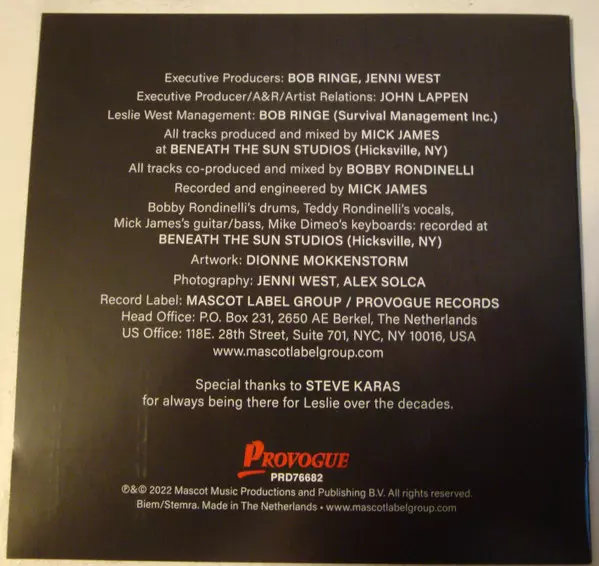 Executive Producers: BOB RINGE, JENNI WEST
Executive Producer/A&R/Artist Relations: JOHN LAPPEN
Leslie West Management: BOB RINGE (Survival Management Inc.)
All tracks produced and mixed by MICK JAMES
at BENEATH THE SUN STUDIOS (Hicksville, NY)
All tracks co-produced and mixed by BOBBY RONDINELLI
Recorded and engineered by MICK JAMES
Bobby Rondinelli's drums, Teddy Rondinelli's vocals,
Mick James's guitar/bass, Mike Dimeo's keyboards: recorded at
BENEATH THE SUN STUDIOS (Hicksville, NY)
Artwork: DIONNE MOKKENSTORM
Photography: JENNI WEST, ALEX SOLCA
Record Label: MASCOT LABEL GROUP / PROVOGUE RECORDS
Head Office: P.O. Box 231, 2650 AE Berkel, The Netherlands
US Office: 118E. 28th Street, Suite 701, NYC, NY 10016, USA
www.mascotlabelgroup.com
Special thanks to STEVE KARAS
for always being there for Leslie over the decades.
PROVOGUE
PRD76682
℗&© 2022 Mascot Music Productions and Publishing B.V. All rights reserved.
Biem/Stemra. Made in The Netherlands • www.mascotlabelgroup.com